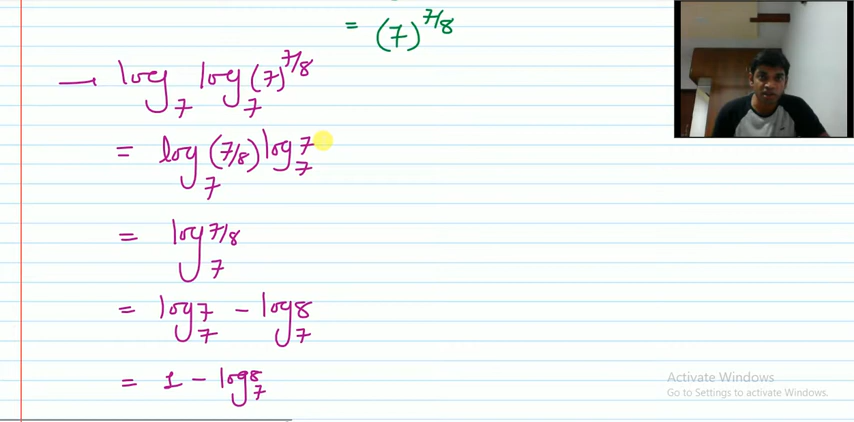 = (7)^{7/8}
→ log_7 log_7 (7)^{7/8}
= log_7 (7/8) log_7 7
= log_7 7/8
= log_7 7 - log_7 8
= 1 - log_7 8
Activate Windows
Go to Settings to activate Windows.